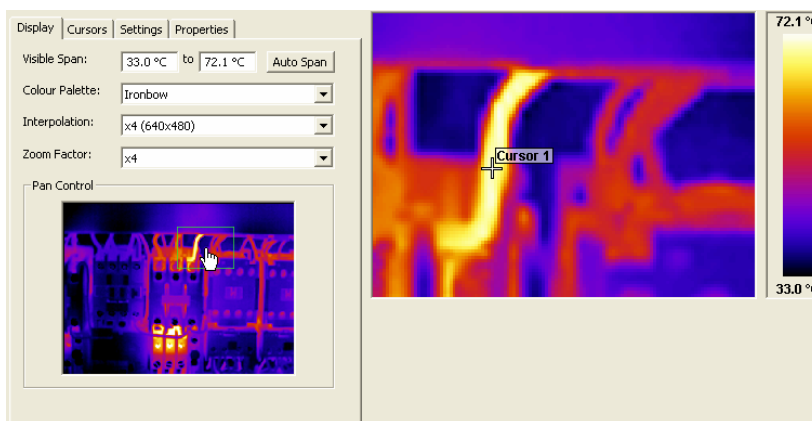 Display Cursors Settings Properties
Visible Span: 33.0 °C to 72.1 °C Auto Span
Colour Palette: Ironbow
Interpolation: x4 (640x480)
Zoom Factor: x4
Pan Control
Cursor 1
72.1 °
33.0 °